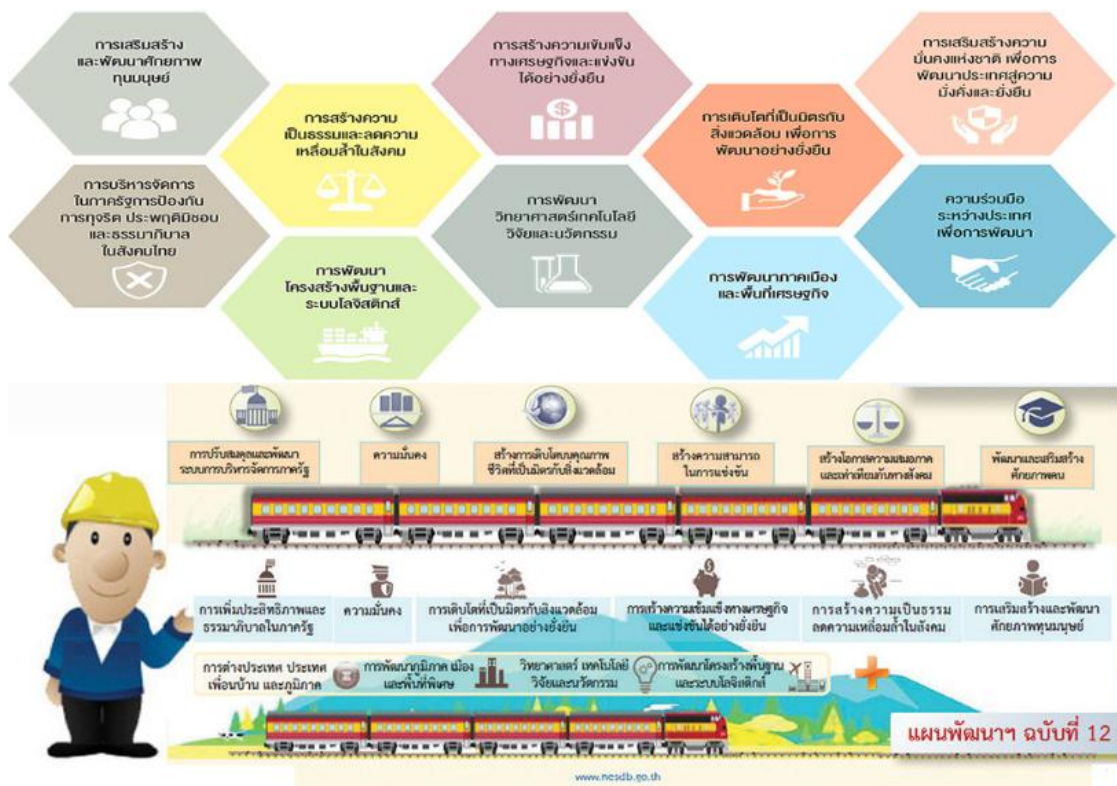 การเสริมสร้าง
และพัฒนาศักยภาพ
ทุนมนุษย์
การสร้างความ
เป็นธรรมและลดความ
เหลื่อมล้ำในสังคม
การสร้างความเข้มแข็ง
ทางเศรษฐกิจและแข่งขัน
ได้อย่างยั่งยืน
การเติบโตที่เป็นมิตรกับ
สิ่งแวดล้อม เพื่อการ
พัฒนาอย่างยั่งยืน
การเสริมสร้างความ
มั่นคงแห่งชาติ เพื่อการ
พัฒนาประเทศสู่ความ
มั่งคั่งและยั่งยืน
การบริหารจัดการ
ในภาครัฐการป้องกัน
การทุจริต ประพฤติมิชอบ
และธรรมาภิบาล
ในสังคมไทย
การพัฒนา
โครงสร้างพื้นฐานและ
ระบบโลจิสติกส์
การพัฒนา
วิทยาศาสตร์เทคโนโลยี
วิจัยและนวัตกรรม
การพัฒนาภาคเมือง
และพื้นที่เศรษฐกิจ
ความร่วมมือ
ระหว่างประเทศ
เพื่อการพัฒนา
การปรับสมดุลและพัฒนา
ระบบการบริหารจัดการภาครัฐ
ความมั่นคง
สร้างการเติบโตบนคุณภาพ
ชีวิตที่เป็นมิตรกับสิ่งแวดล้อม
สร้างความสามารถ
ในการแข่งขัน
สร้างโอกาสความเสมอภาค
และเท่าเทียมกันทางสังคม
พัฒนาและเสริมสร้าง
ศักยภาพคน
การเพิ่มประสิทธิภาพและ
ธรรมาภิบาลในภาครัฐ
ความมั่นคง
การเติบโตที่เป็นมิตรกับสิ่งแวดล้อม
เพื่อการพัฒนาอย่างยั่งยืน
การสร้างความเข้มแข็งทางเศรษฐกิจ
และแข่งขันได้อย่างยั่งยืน
การสร้างความเป็นธรรม
ลดความเหลื่อมล้ำในสังคม
การเสริมสร้างและพัฒนา
ศักยภาพทุนมนุษย์
การต่างประเทศ ประเทศ
เพื่อนบ้าน และภูมิภาค
การพัฒนาภูมิภาค เมือง
และพื้นที่พิเศษ
วิทยาศาสตร์ เทคโนโลยี
วิจัยและนวัตกรรม
การพัฒนาโครงสร้างพื้นฐาน
และระบบโลจิสติกส์
แผนพัฒนาฯ ฉบับที่ 12
www.nesdb.go.th